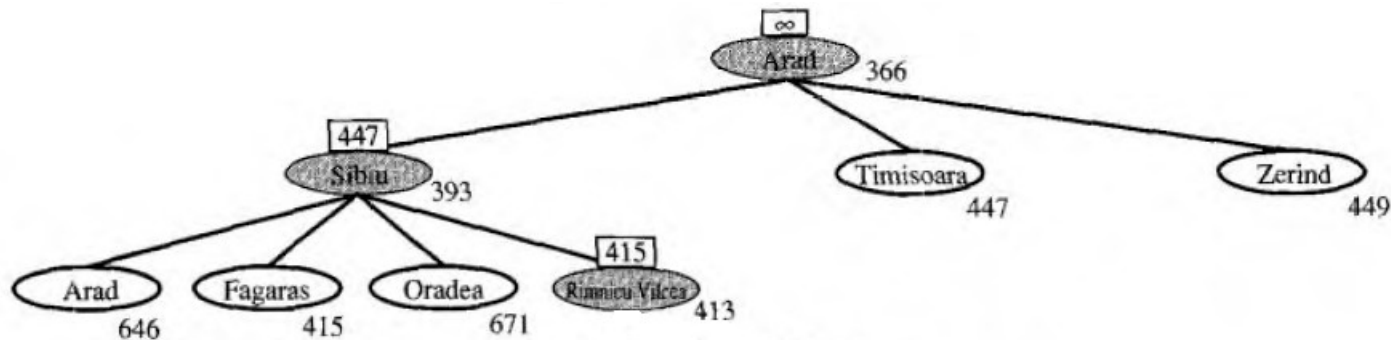 ∞
Arad
366
447
Sibiu
393
Timisoara
447
Zerind
449
415
Arad
646
Fagaras
415
Oradea
671
Rimnicu Vilcea
413